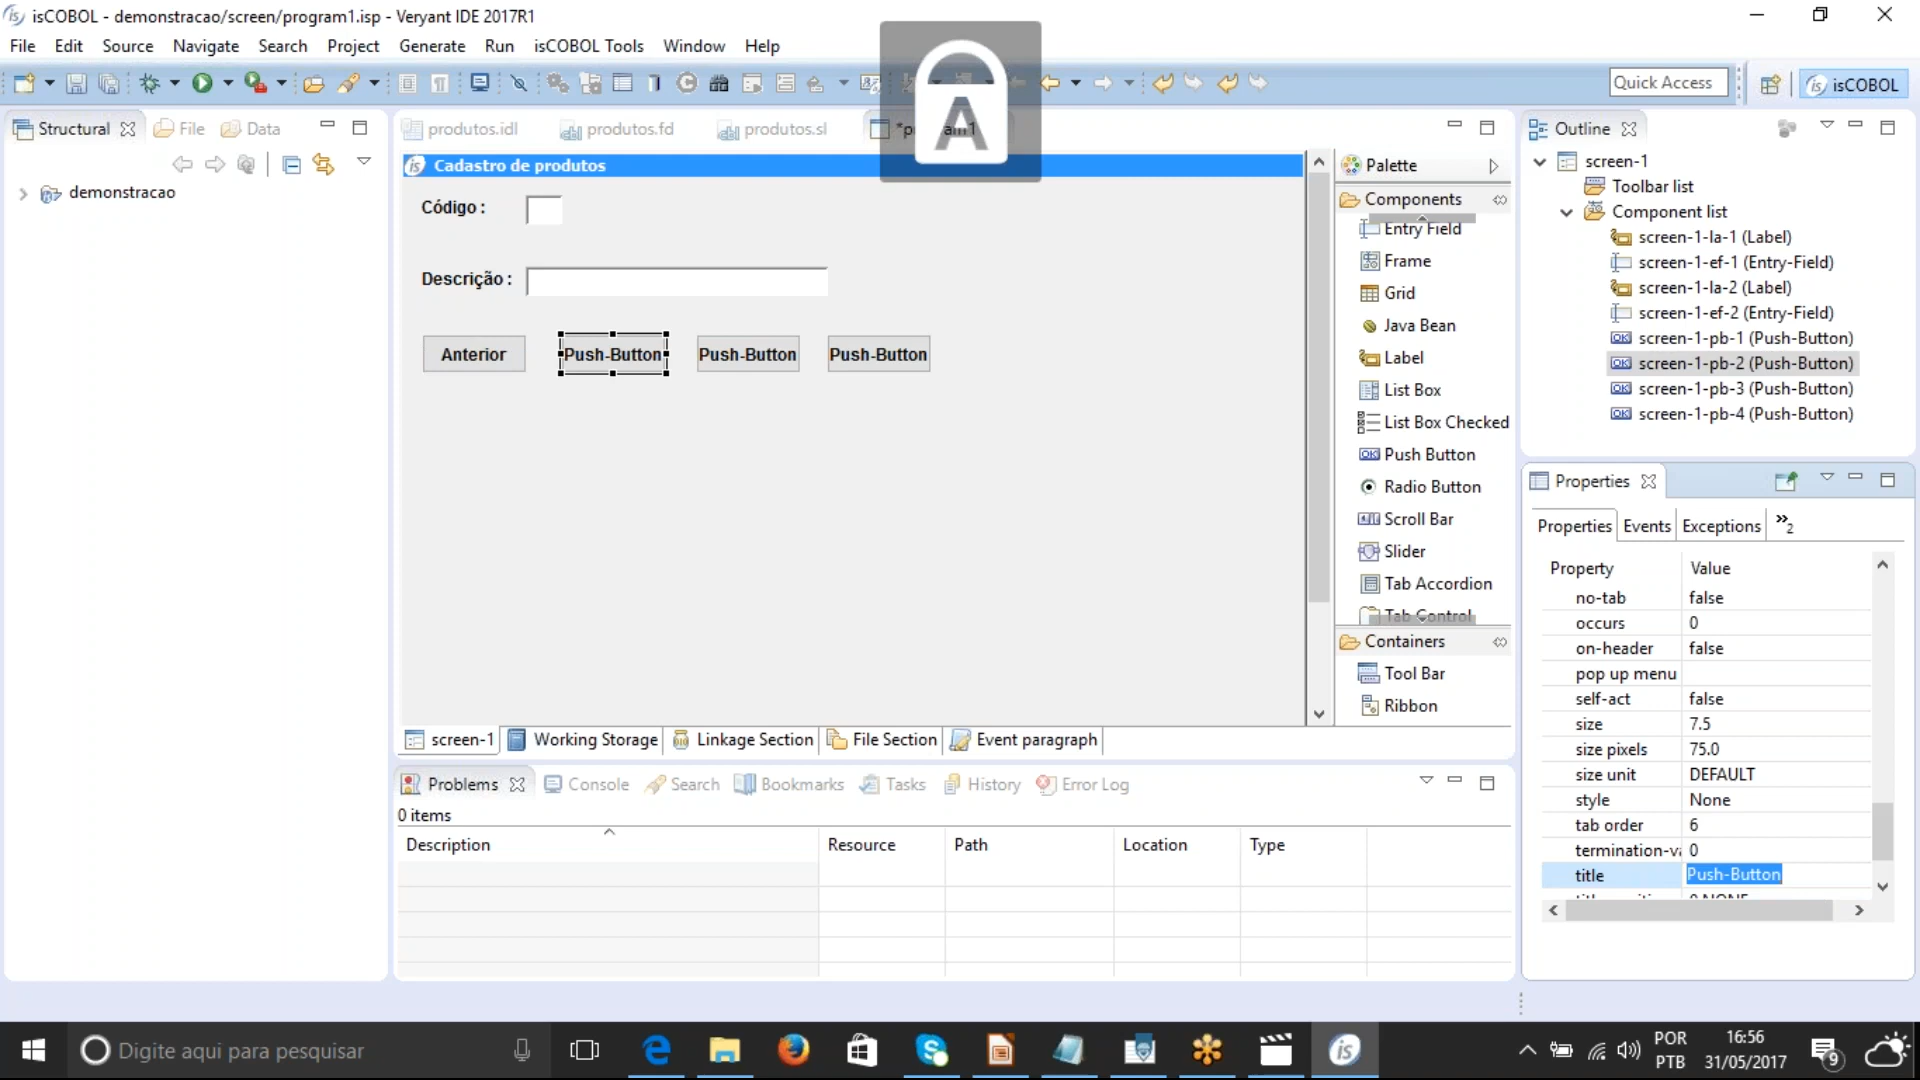 isCOBOL - demonstracao/screen/program1.isp - Veryant IDE 2017R1
File Edit Source Navigate Search Project Generate Run isCOBOL Tools Window Help
Quick Access
isCOBOL
Structural
File
Data
demonstracao
produtos.idl
produtos.fd
produtos.sl
A
Cadastro de produtos
Código :
Descrição :
Anterior
Push-Button
Push-Button
Push-Button
Palette
Components
Entry Field
Frame
Grid
Java Bean
Label
List Box
List Box Checked
Push Button
Radio Button
Scroll Bar
Slider
Tab Accordion
Tab Control
Containers
Tool Bar
Ribbon
screen-1
Working Storage
Linkage Section
File Section
Event paragraph
Problems
Console
Search
Bookmarks
Tasks
History
Error Log
0 items
Description Resource Path Location Type
Outline
screen-1
Toolbar list
Component list
screen-1-la-1 (Label)
screen-1-ef-1 (Entry-Field)
screen-1-la-2 (Label)
screen-1-ef-2 (Entry-Field)
screen-1-pb-1 (Push-Button)
screen-1-pb-2 (Push-Button)
screen-1-pb-3 (Push-Button)
screen-1-pb-4 (Push-Button)
Properties
Properties Events Exceptions »2
Property Value
no-tab false
occurs 0
on-header false
pop up menu
self-act false
size 7.5
size pixels 75.0
size unit DEFAULT
style None
tab order 6
termination-va 0
title Push-Button
Digite aqui para pesquisar
POR
PTB
16:56
31/05/2017
9